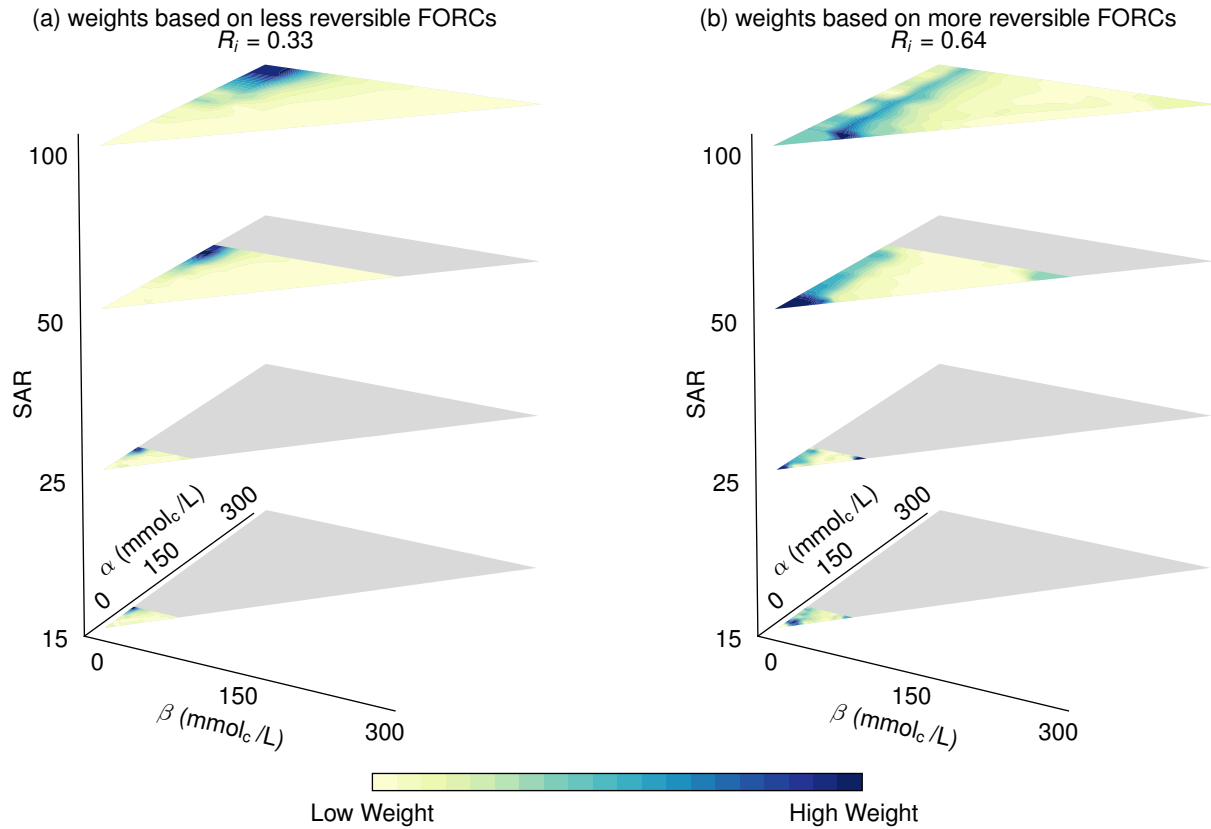 (a) weights based on less reversible FORCs
R_i = 0.33
100
50
SAR
25
α (mmol_c/L)
300
150
0
15
0
150
β (mmol_c/L)
300
(b) weights based on more reversible FORCs
R_i = 0.64
100
50
SAR
25
α (mmol_c/L)
300
150
0
15
0
150
β (mmol_c/L)
300
Low Weight
High Weight